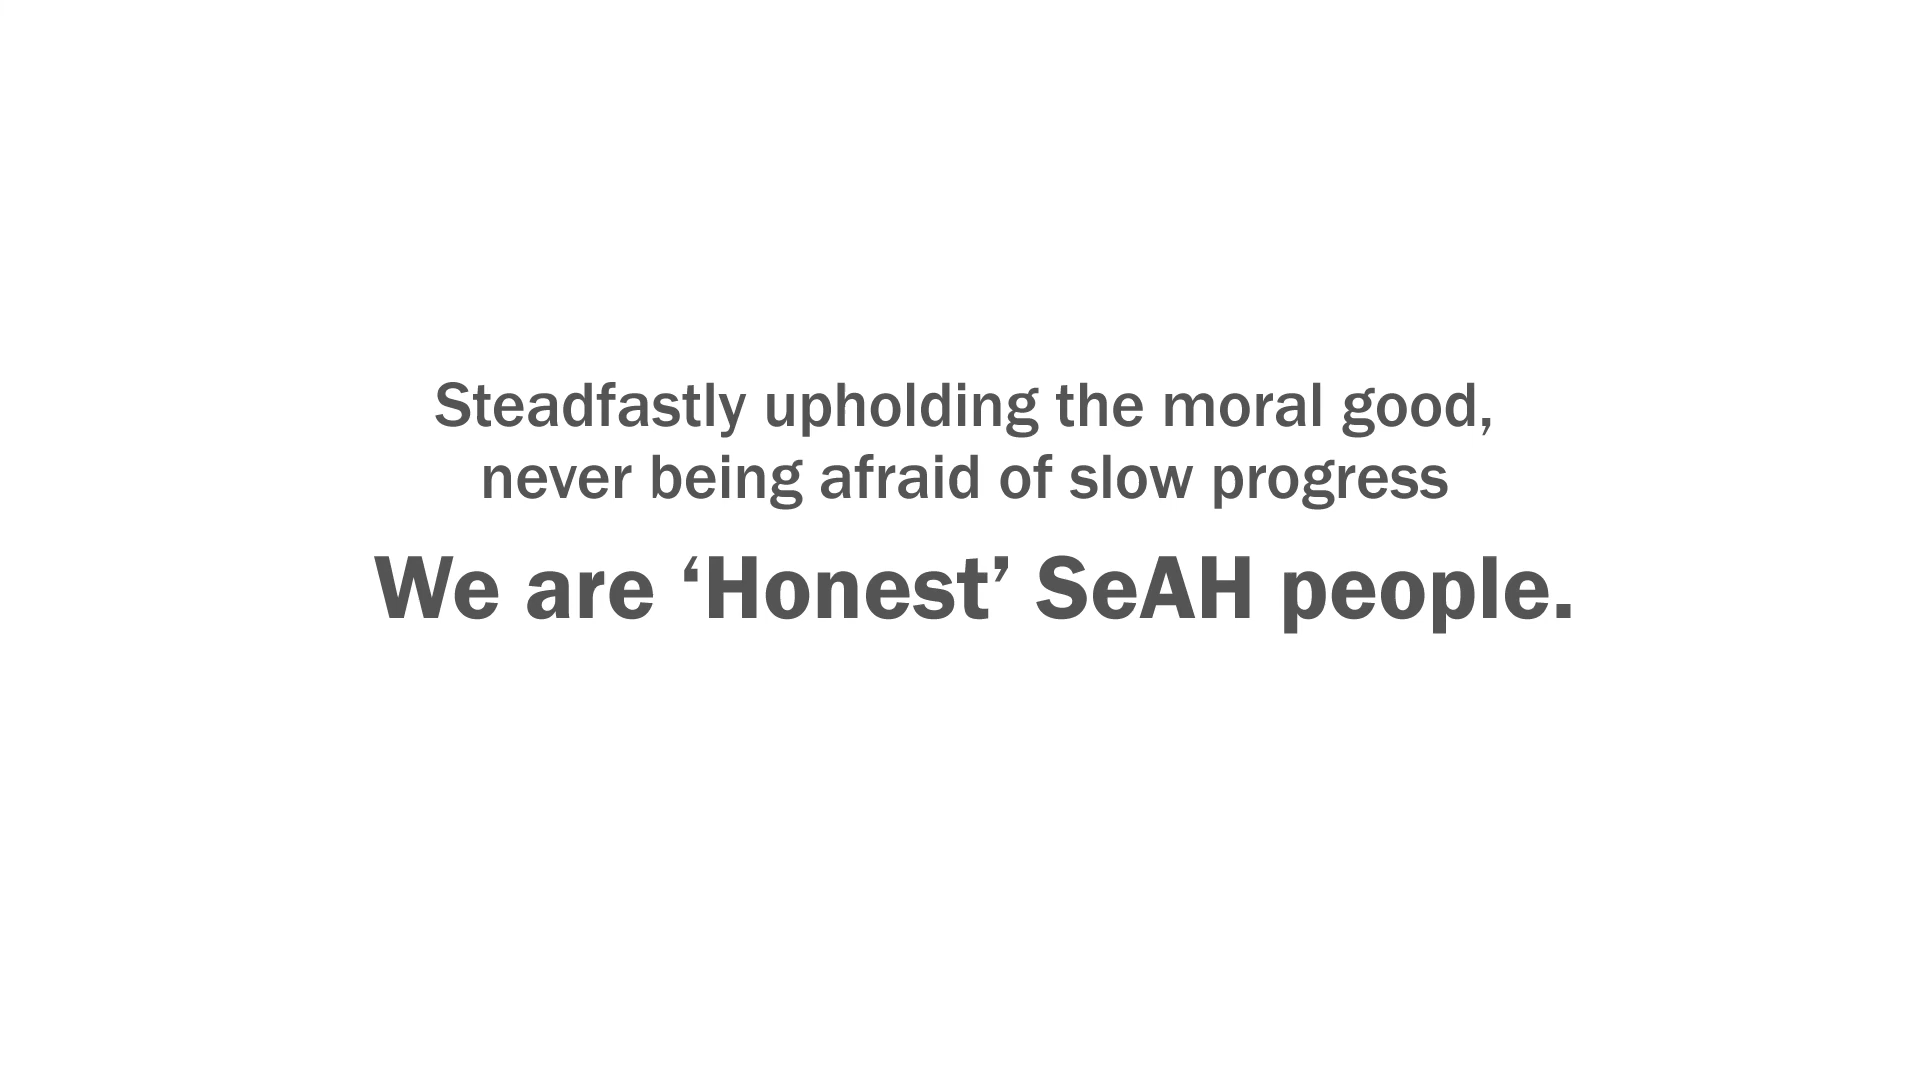 Steadfastly upholding the moral good,
never being afraid of slow progress
We are ‘Honest’ SeAH people.